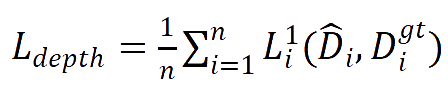 $L_{depth} = \frac{1}{n} \sum_{i=1}^{n} L_i^1(\widehat{D}_i, D_i^{gt})$